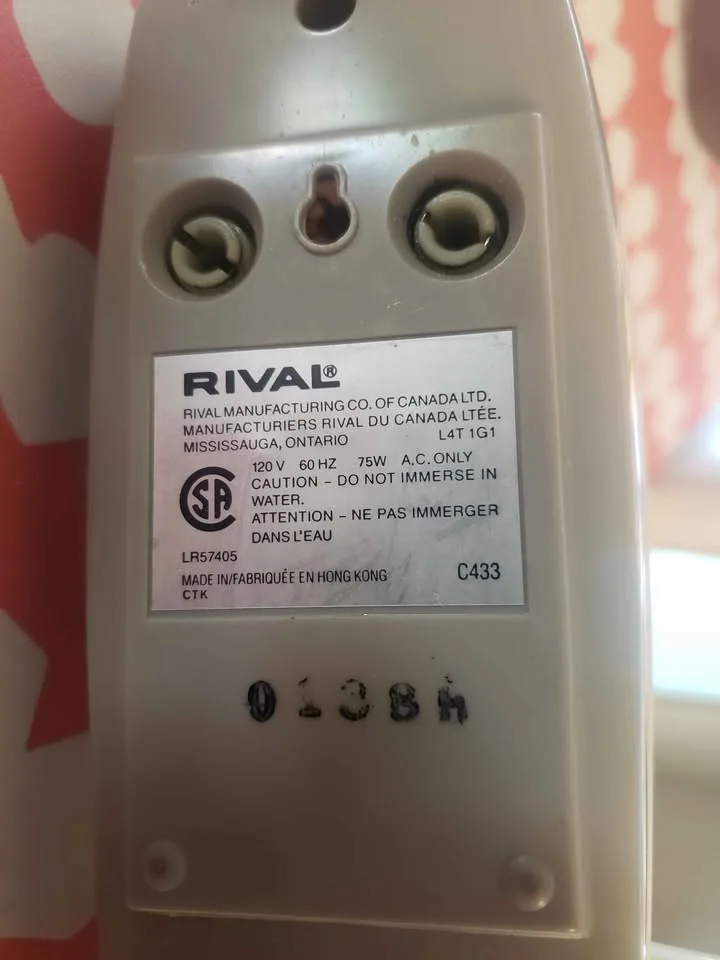 RIVAL®
RIVAL MANUFACTURING CO. OF CANADA LTD.
MANUFACTURIERS RIVAL DU CANADA LTÉE.
MISSISSAUGA, ONTARIO L4T 1G1
120 V 60 HZ 75W A.C. ONLY
CAUTION - DO NOT IMMERSE IN
WATER.
ATTENTION - NE PAS IMMERGER
DANS L'EAU
SA
LR57405
MADE IN/FABRIQUÉE EN HONG KONG C433
CTK